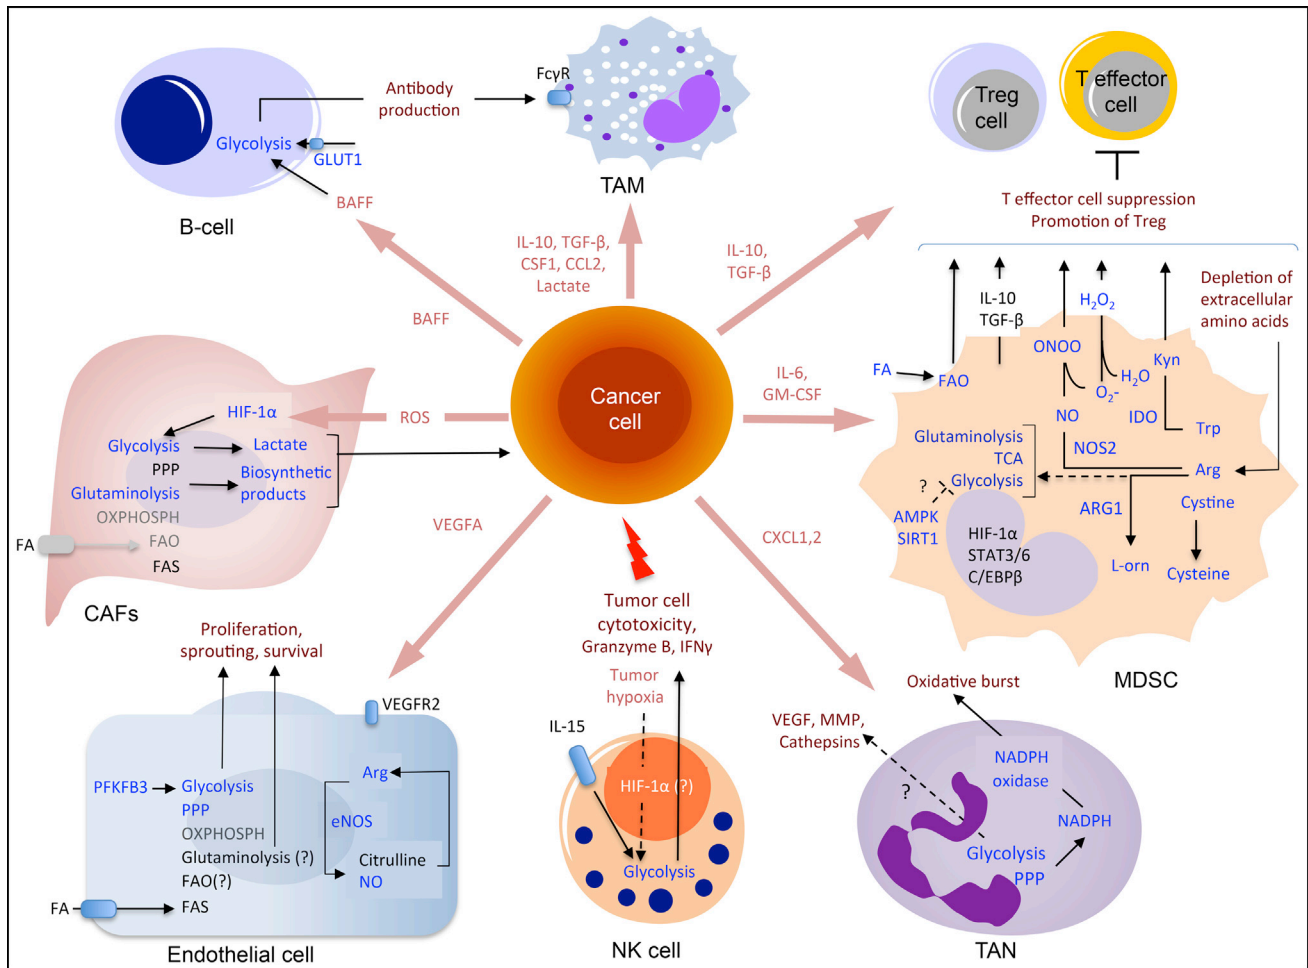 Glycolysis
GLUT1
BAFF
B-cell
Antibody
production
FcγR
TAM
Treg
cell
T effector
cell
T effector cell suppression
Promotion of Treg
IL-10, TGF-β,
CSF1, CCL2,
Lactate
IL-10,
TGF-β
BAFF
ROS
Cancer
cell
IL-6,
GM-CSF
VEGFA
CXCL1,2
HIF-1α
Glycolysis
Lactate
PPP
Biosynthetic
products
Glutaminolysis
OXPHOSPH
FA
FAO
FAS
CAFs
Depletion of
extracellular
amino acids
H2O2
IL-10
TGF-β
ONOO
FA
FAO
Kyn
H2O
O2-
NO
IDO
Trp
NOS2
Glutaminolysis
TCA
Glycolysis
Arg
?
AMPK
SIRT1
ARG1
Cystine
HIF-1α
STAT3/6
C/EBPβ
L-orn
Cysteine
MDSC
Proliferation,
sprouting, survival
VEGFR2
PFKFB3
Glycolysis
PPP
OXPHOSPH
Glutaminolysis (?)
FAO(?)
FA
FAS
Arg
eNOS
Citrulline
NO
Endothelial cell
Tumor cell
cytotoxicity,
Granzyme B, IFNγ
Tumor
hypoxia
IL-15
HIF-1α (?)
Glycolysis
NK cell
Oxidative burst
VEGF, MMP,
Cathepsins
?
NADPH
oxidase
NADPH
Glycolysis
PPP
TAN